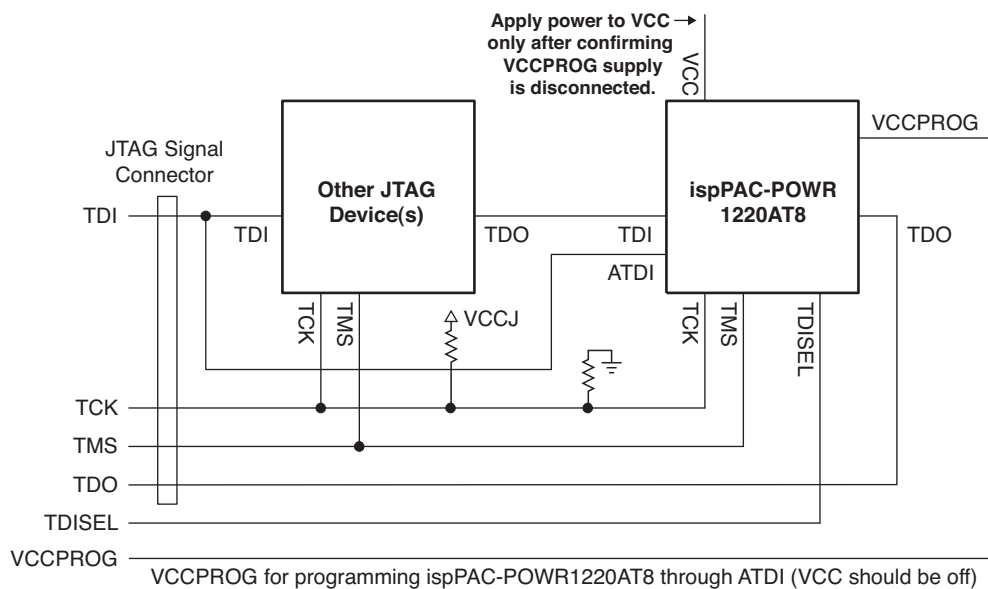 Apply power to VCC
only after confirming
VCCPROG supply
is disconnected.
VCC
VCCPROG
JTAG Signal
Connector
Other JTAG
Device(s)
ispPAC-POWR
1220AT8
TDI
TDI
TDO
TDI
TDO
ATDI
TCK
TMS
VCCJ
TCK
TMS
TDISEL
TCK
TMS
TDO
TDISEL
VCCPROG
VCCPROG for programming ispPAC-POWR1220AT8 through ATDI (VCC should be off)